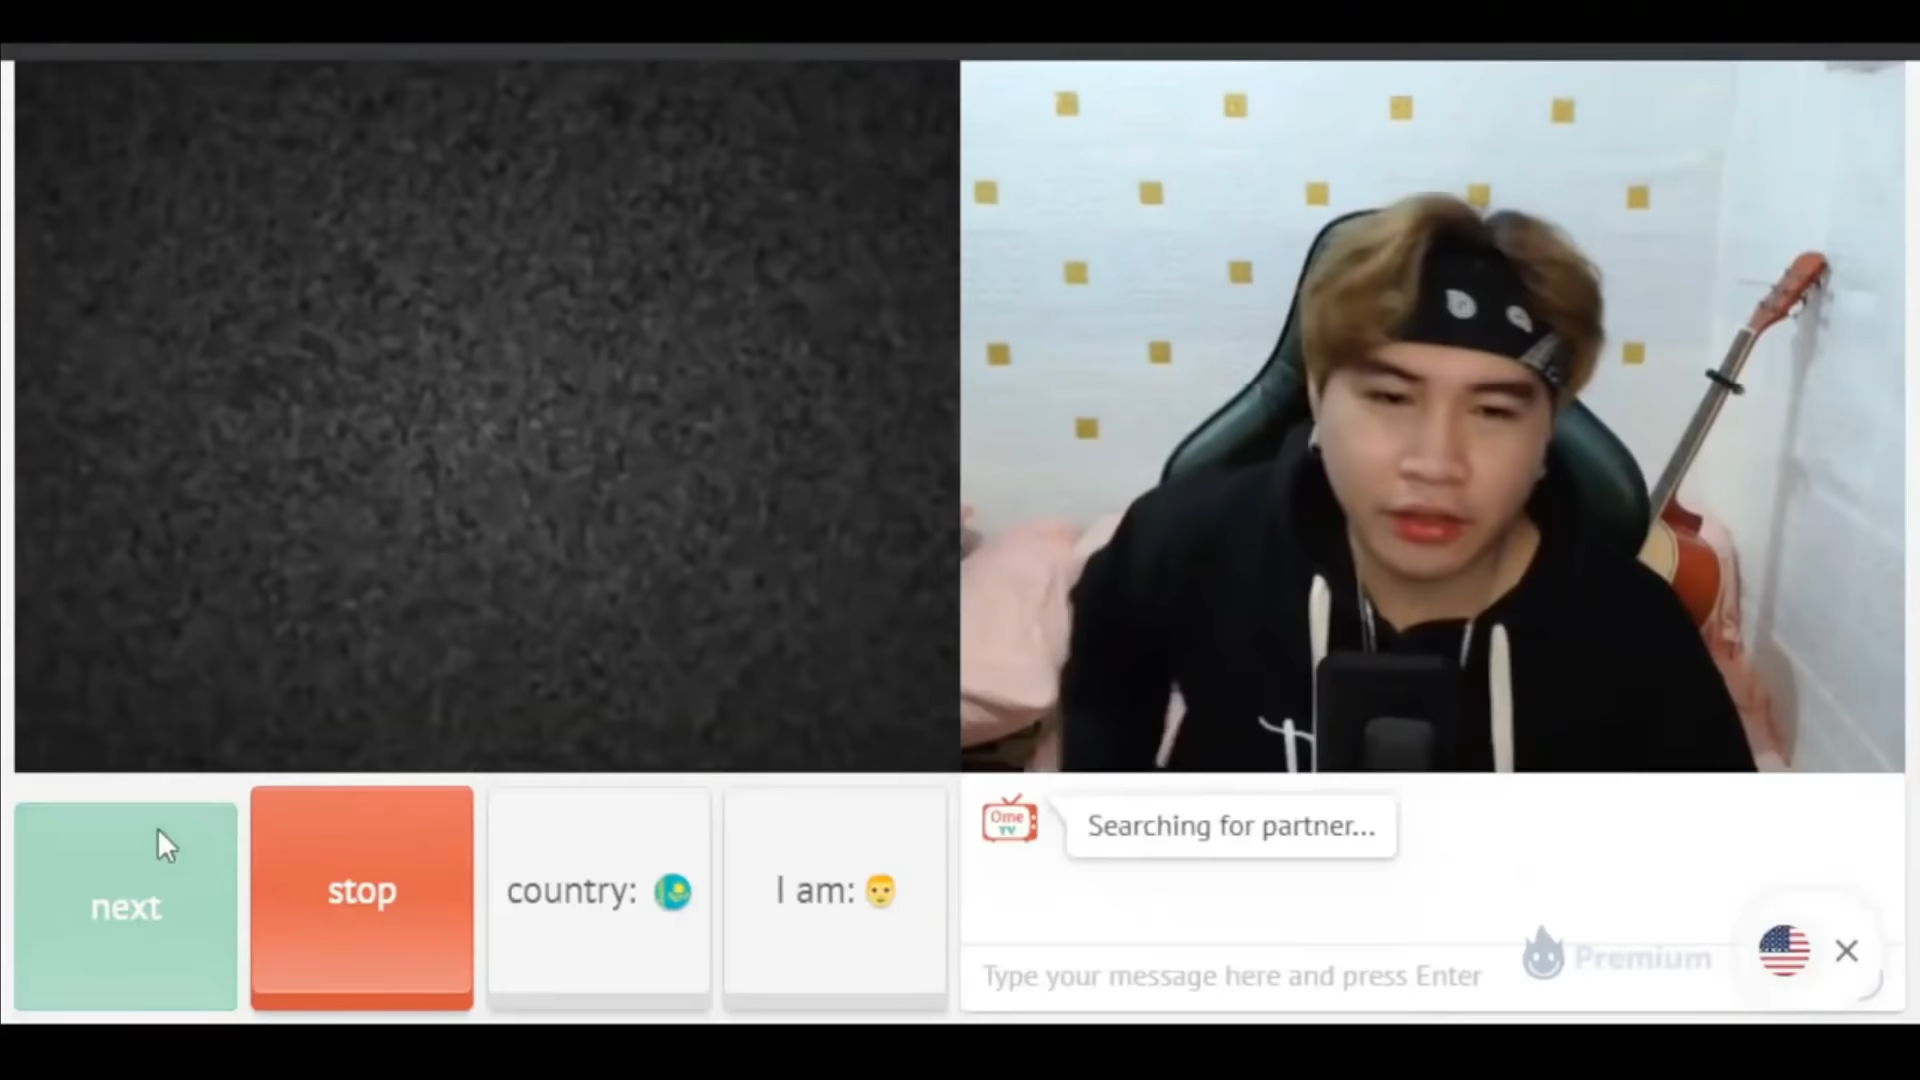 next
stop
country:
I am:
Ome
TV
Searching for partner...
Premium
Type your message here and press Enter